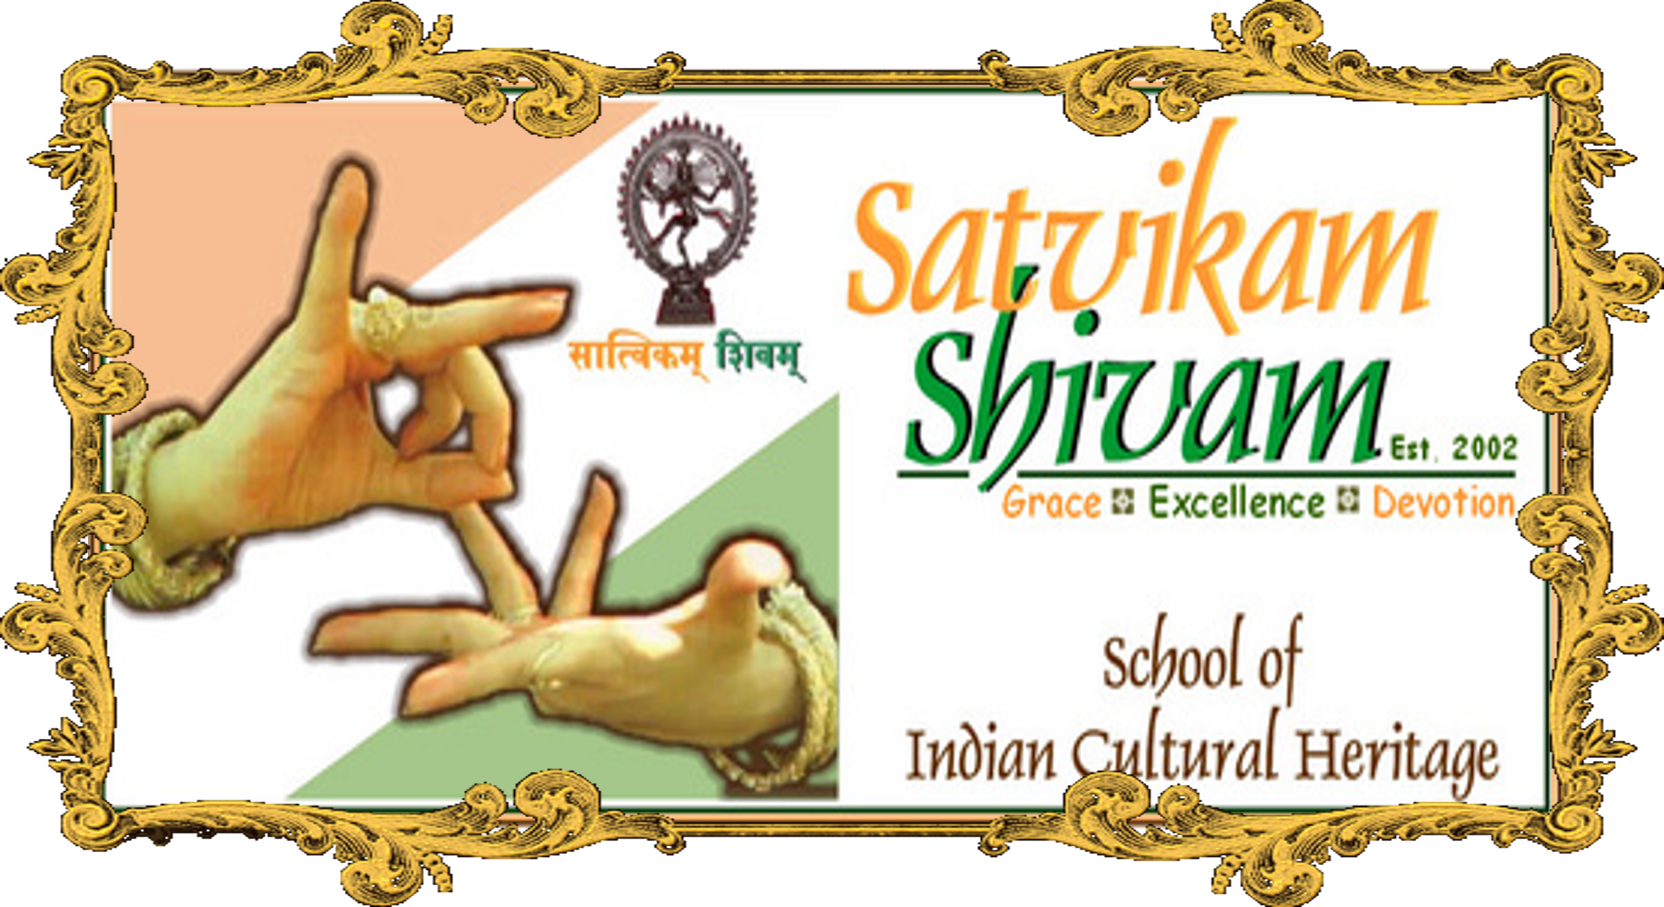 सात्विकम् शिवम्
Satvikam
Shivam
Est. 2002
Grace Excellence Devotion
School of
Indian Cultural Heritage